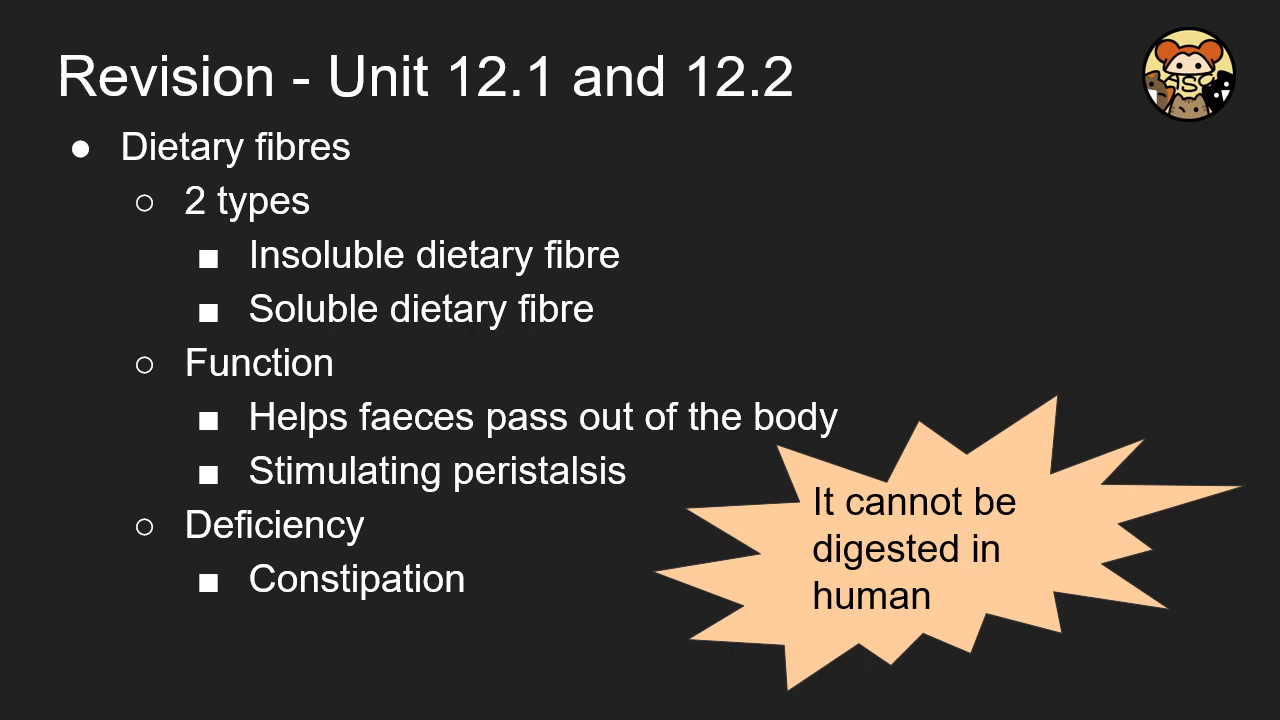 Revision - Unit 12.1 and 12.2
● Dietary fibres
○ 2 types
■ Insoluble dietary fibre
■ Soluble dietary fibre
○ Function
■ Helps faeces pass out of the body
■ Stimulating peristalsis
○ Deficiency
■ Constipation
It cannot be
digested in
human
S